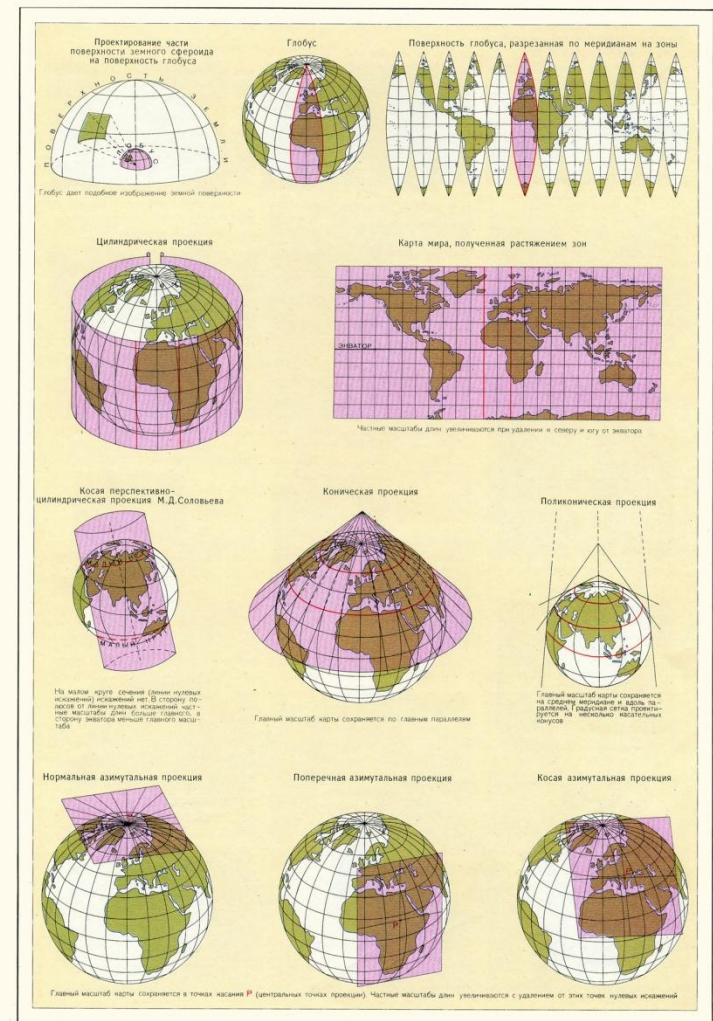 Проектирование части
поверхности земного сфероида
на поверхность глобуса
ПОВЕРХНОСТЬ ЗЕМЛИ
ГЛОБУС
Глобус дает подобное изображение земной поверхности
Глобус
Поверхность глобуса, разрезанная по меридианам на зоны
Цилиндрическая проекция
Карта мира, полученная растяжением зон
ЭКВАТОР
Частные масштабы длин увеличиваются при удалении к северу и югу от экватора
Косая перспективно-
цилиндрическая проекция М.Д.Соловьева
МАЛЫЙ
МАЛЫЙ
На малом круге сечения (линии нулевых
искажений) искажений нет. В сторону по-
люсов от линии нулевых искажений част-
ные масштабы длин больше главного, в
сторону экватора меньше главного масш-
таба
Коническая проекция
Главный масштаб карты сохраняется по главным параллелям
Поликоническая проекция
Главный масштаб карты сохраняется
на среднем меридиане и вдоль па-
раллелей. Градусная сетка проекти-
руется на несколько касательных
конусов
Нормальная азимутальная проекция
Поперечная азимутальная проекция
P
Косая азимутальная проекция
P
Главный масштаб карты сохраняется в точках касания P (центральных точках проекции). Частные масштабы длин увеличиваются с удалением от этих точек нулевых искажений